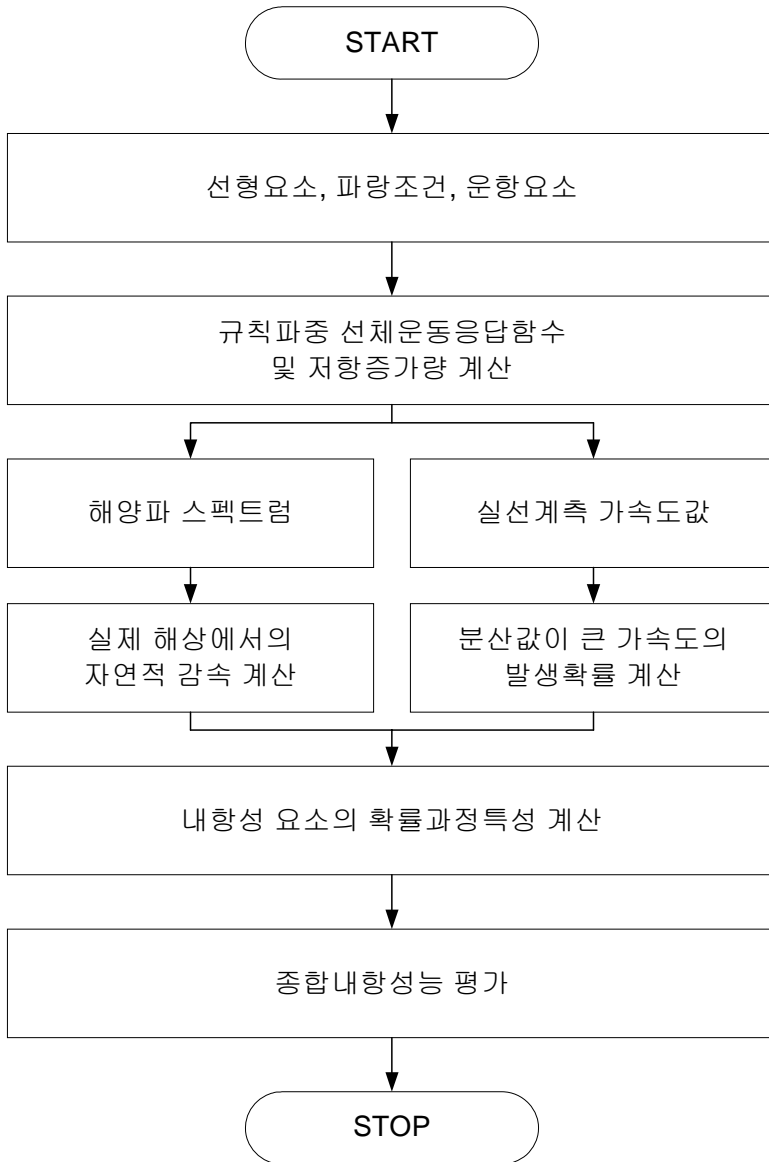 START
선형요소, 파랑조건, 운항요소
규칙파중 선체운동응답함수
및 저항증가량 계산
해양파 스펙트럼
실선계측 가속도값
실제 해상에서의
자연적 감속 계산
분산값이 큰 가속도의
발생확률 계산
내항성 요소의 확률과정특성 계산
종합내항성능 평가
STOP